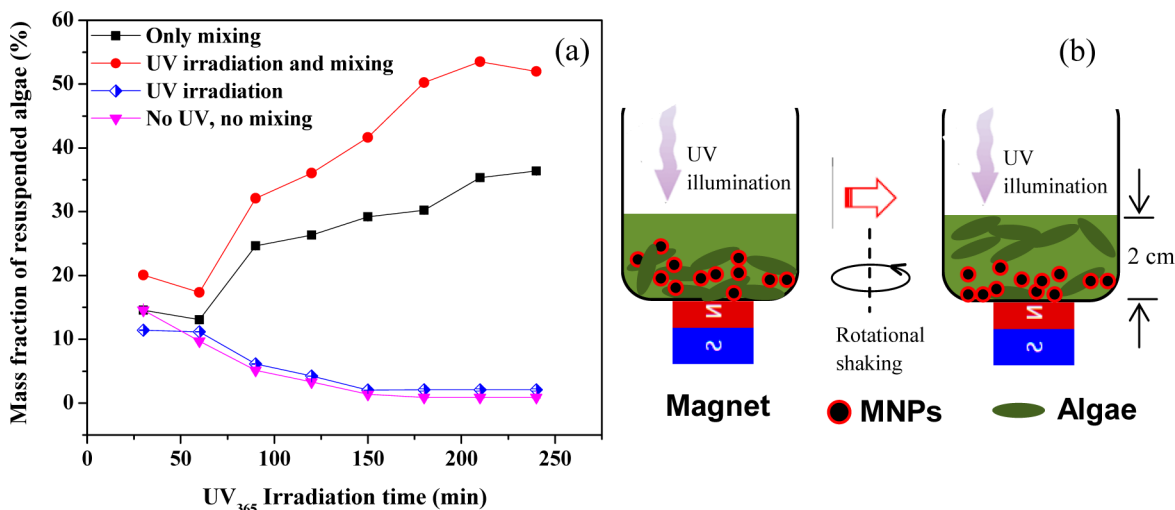 Mass fraction of resuspended algae (%)
60
50
40
30
20
10
0
0
50
100
150
200
250
UV365 Irradiation time (min)
Only mixing
UV irradiation and mixing
UV irradiation
No UV, no mixing
(a)
(b)
UV
illumination
UV
illumination
2 cm
Rotational
shaking
N
S
N
S
Magnet
MNPs
Algae